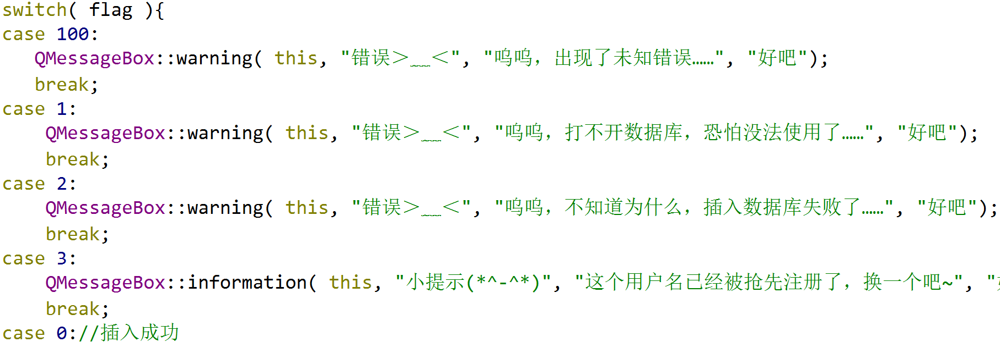 switch( flag ){
case 100:
QMessageBox::warning( this, "错误＞﹏＜", "呜呜，出现了未知错误……", "好吧");
break;
case 1:
QMessageBox::warning( this, "错误＞﹏＜", "呜呜，打不开数据库，恐怕没法使用了……", "好吧");
break;
case 2:
QMessageBox::warning( this, "错误＞﹏＜", "呜呜，不知道为什么，插入数据库失败了……", "好吧");
break;
case 3:
QMessageBox::information( this, "小提示(*^-^*)", "这个用户名已经被抢先注册了，换一个吧~", "
break;
case 0://插入成功